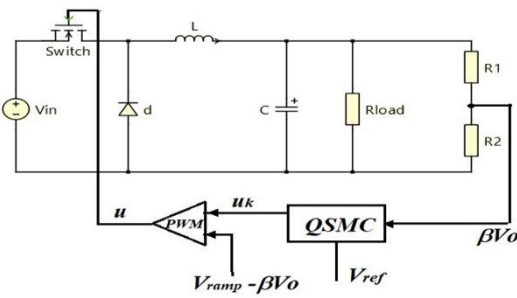 L
Switch
R1
Vin
d
C
+
Rload
R2
u
PWM
uk
QSMC
βVo
Vramp -βVo
Vref